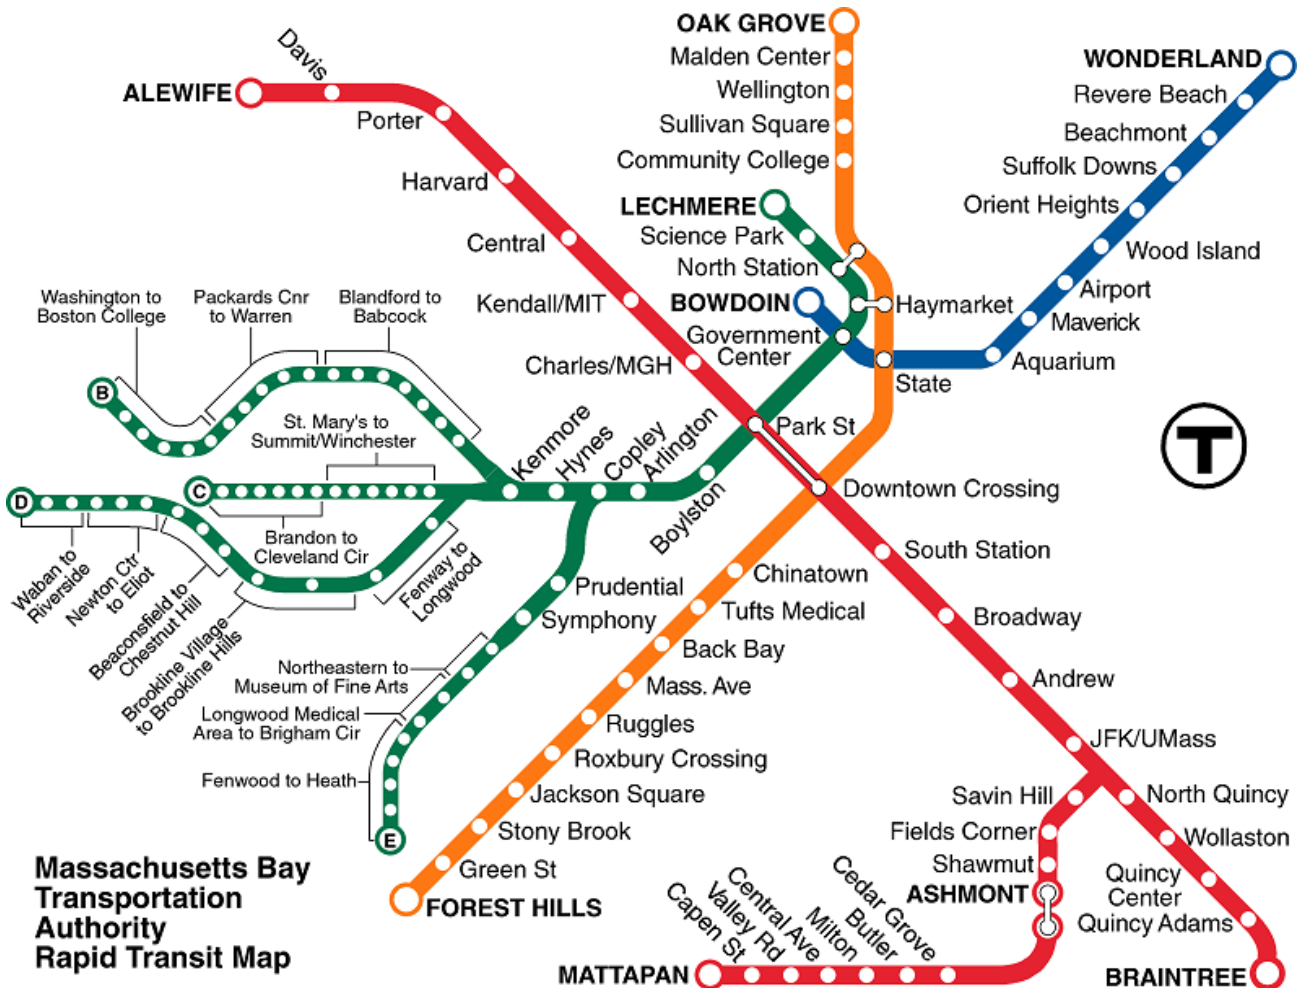 OAK GROVE
Malden Center
Wellington
Sullivan Square
Community College
WONDERLAND
Revere Beach
Beachmont
Suffolk Downs
Orient Heights
Wood Island
Airport
Maverick
Aquarium
Davis
ALEWIFE
Porter
Harvard
Central
Kendall/MIT
Charles/MGH
LECHMERE
Science Park
North Station
BOWDOIN
Haymarket
Government
Center
State
Park St
Downtown Crossing
T
Washington to
Boston College
Packards Cnr
to Warren
Blandford to
Babcock
B
St. Mary's to
Summit/Winchester
C
D
Kenmore
Hynes
Copley
Arlington
Boylston
Brandon to
Cleveland Cir
Waban to
Riverside
Newton Ctr
to Eliot
Beaconsfield to
Chestnut Hill
Brookline Village
to Brookline Hills
Fenway to
Longwood
Prudential
Symphony
Northeastern to
Museum of Fine Arts
Longwood Medical
Area to Brigham Cir
Fenwood to Heath
E
Chinatown
Tufts Medical
Back Bay
Mass. Ave
Ruggles
Roxbury Crossing
Jackson Square
Stony Brook
Green St
FOREST HILLS
South Station
Broadway
Andrew
JFK/UMass
Savin Hill
Fields Corner
Shawmut
ASHMONT
North Quincy
Wollaston
Quincy
Center
Quincy Adams
BRAINTREE
Cedar Grove
Butler
Milton
Central Ave
Valley Rd
Capen St
MATTAPAN
Massachusetts Bay
Transportation
Authority
Rapid Transit Map